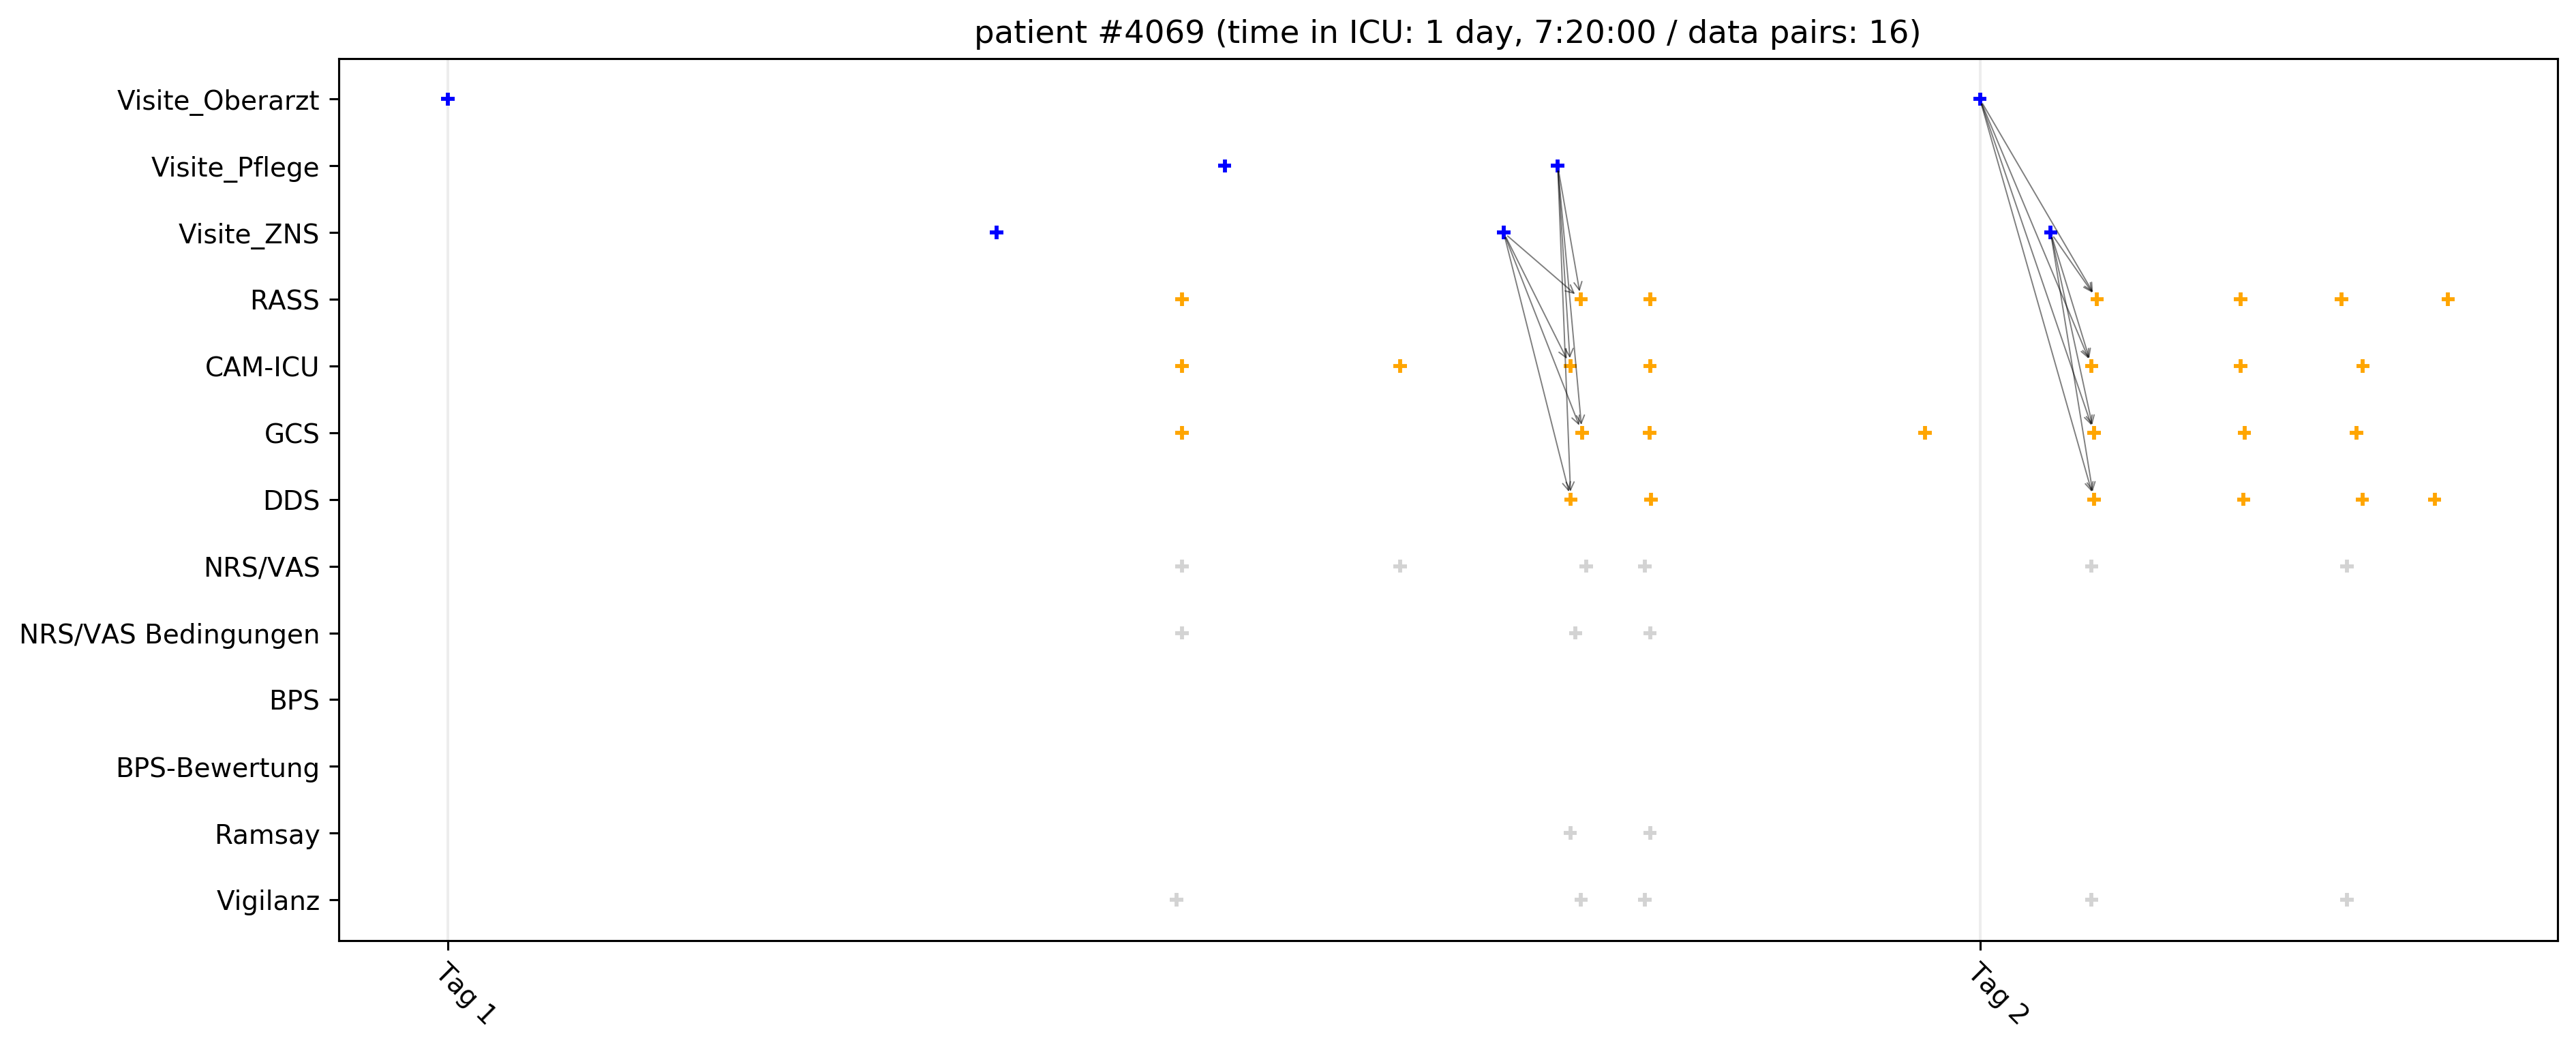 patient #4069 (time in ICU: 1 day, 7:20:00 / data pairs: 16)
Visite_Oberarzt
Visite_Pflege
Visite_ZNS
RASS
CAM-ICU
GCS
DDS
NRS/VAS
NRS/VAS Bedingungen
BPS
BPS-Bewertung
Ramsay
Vigilanz
Tag 1
Tag 2